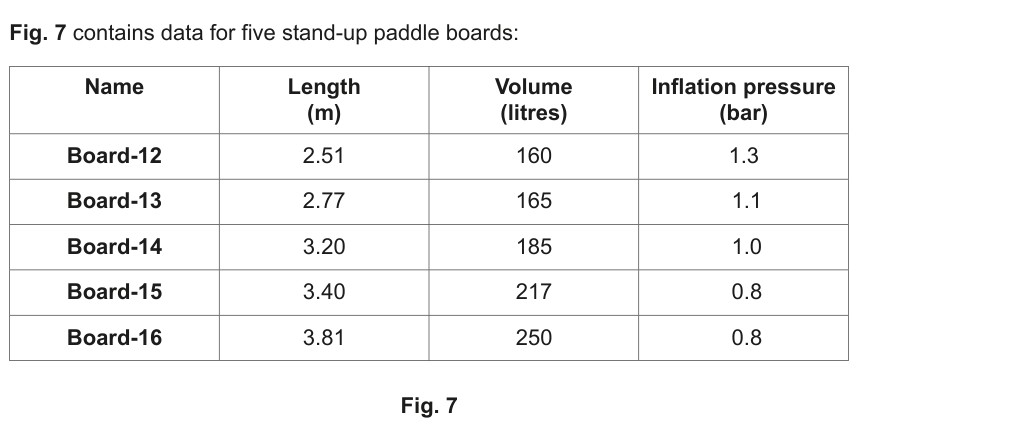 Fig. 7 contains data for five stand-up paddle boards:
Name Length Volume Inflation pressure
(m) (litres) (bar)
Board-12 2.51 160 1.3
Board-13 2.77 165 1.1
Board-14 3.20 185 1.0
Board-15 3.40 217 0.8
Board-16 3.81 250 0.8
Fig. 7